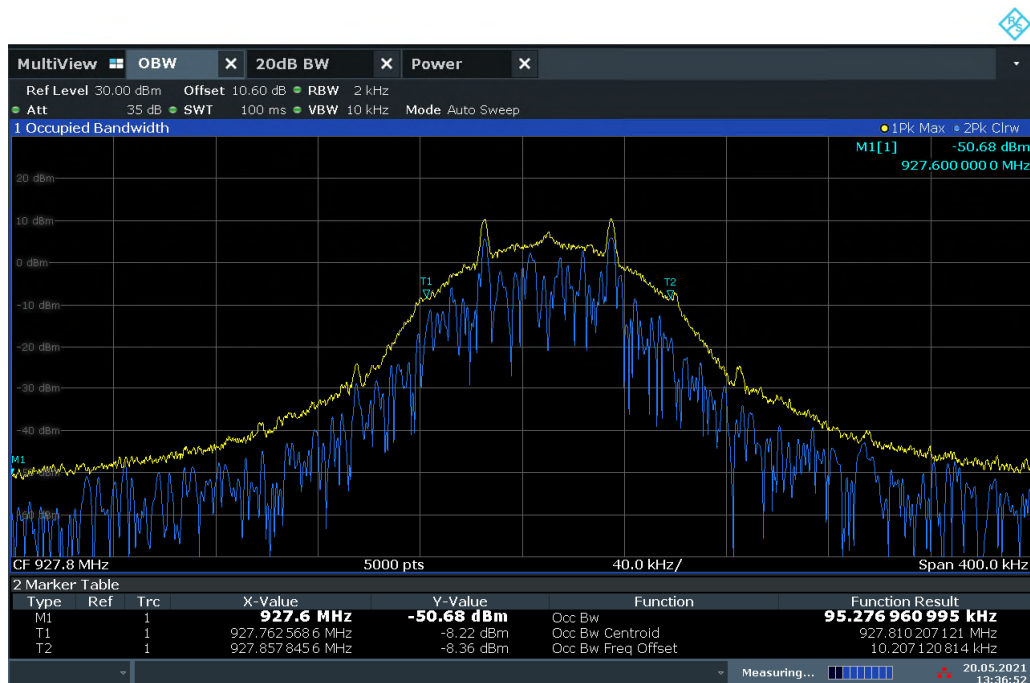 R&S
MultiView OBW X 20dB BW X Power X
Ref Level 30.00 dBm Offset 10.60 dB RBW 2 kHz
Att 35 dB SWT 100 ms VBW 10 kHz Mode Auto Sweep
1 Occupied Bandwidth 1Pk Max 2Pk Clrw
M1[1] -50.68 dBm
927.600 000 0 MHz
20 dBm
10 dBm
0 dBm
T1 T2
-10 dBm
-20 dBm
-30 dBm
-40 dBm
M1
CF 927.8 MHz 5000 pts 40.0 kHz/ Span 400.0 kHz
2 Marker Table
Type Ref Trc X-Value Y-Value Function Function Result
M1 1 927.6 MHz -50.68 dBm Occ Bw 95.276 960 995 kHz
T1 1 927.762 568 6 MHz -8.22 dBm Occ Bw Centroid 927.810 207 121 MHz
T2 1 927.857 845 6 MHz -8.36 dBm Occ Bw Freq Offset 10.207 120 814 kHz
Measuring... 20.05.2021
13:36:52